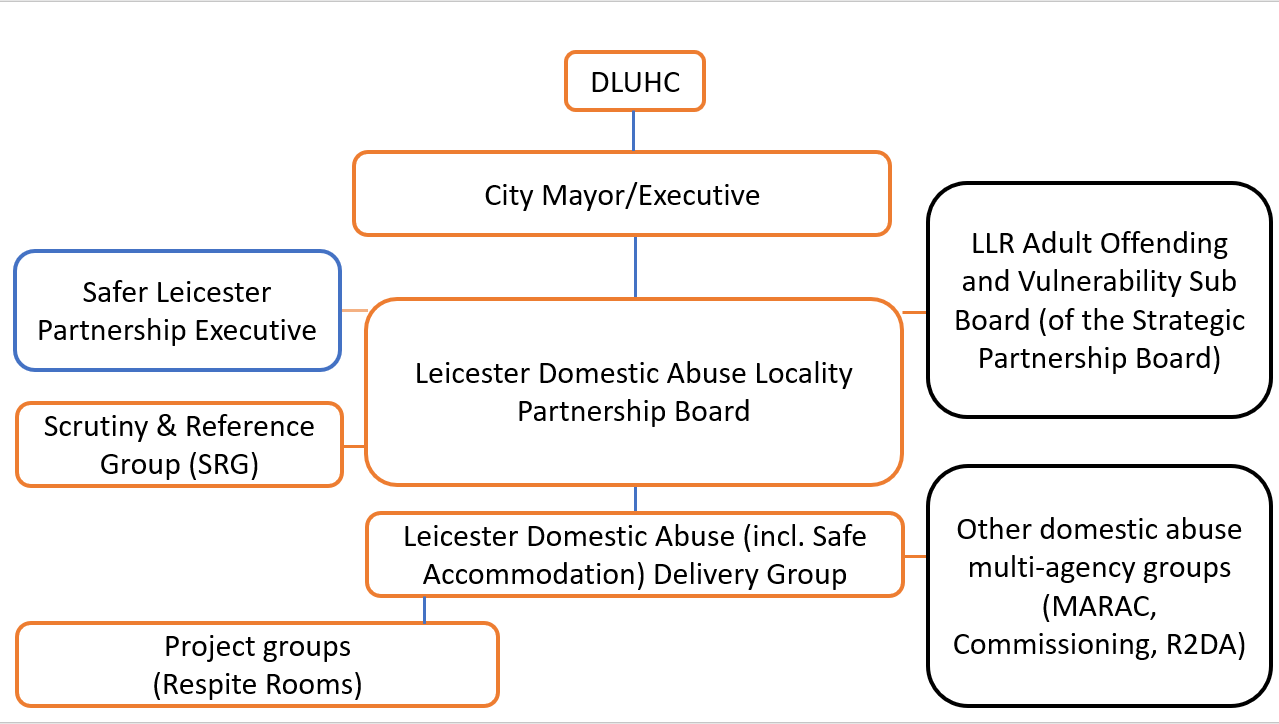 DLUHC
City Mayor/Executive
Safer Leicester
Partnership Executive
LLR Adult Offending
and Vulnerability Sub
Board (of the Strategic
Partnership Board)
Leicester Domestic Abuse Locality
Partnership Board
Scrutiny & Reference
Group (SRG)
Leicester Domestic Abuse (incl. Safe
Accommodation) Delivery Group
Other domestic abuse
multi-agency groups
(MARAC,
Commissioning, R2DA)
Project groups
(Respite Rooms)